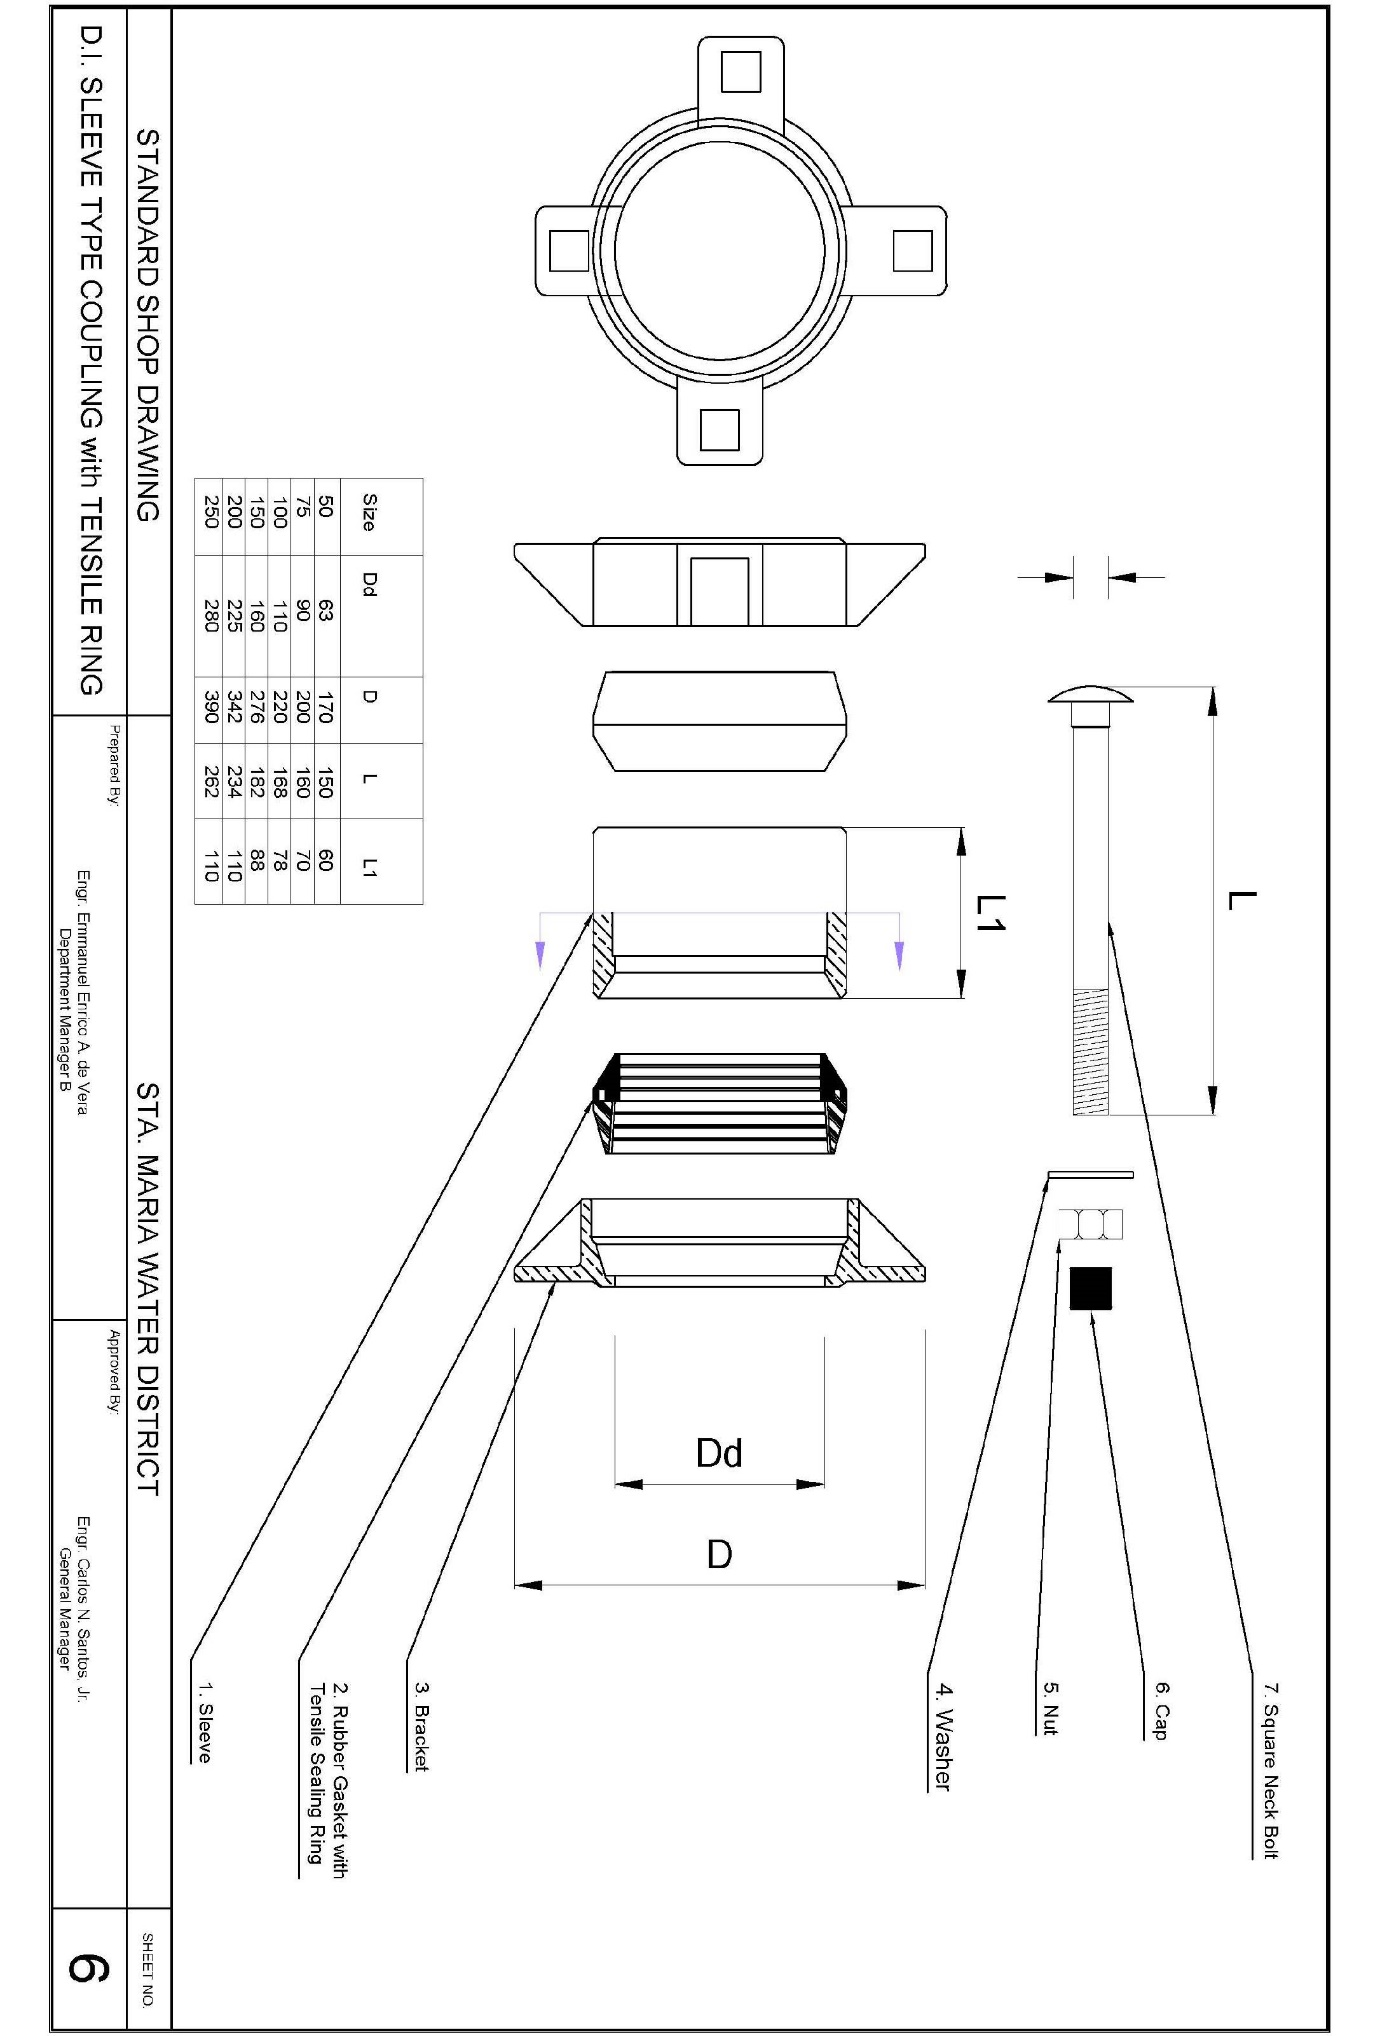 L
L1
Dd
D
7. Square Neck Bolt
6. Cap
5. Nut
4. Washer
3. Bracket
2. Rubber Gasket with
Tensile Sealing Ring
1. Sleeve
Size Dd D L L1
50 63 170 150 60
75 90 200 160 70
100 110 220 168 78
150 160 276 182 88
200 225 342 234 110
250 280 390 262 110
STANDARD SHOP DRAWING
STA. MARIA WATER DISTRICT
SHEET NO.
D.I. SLEEVE TYPE COUPLING with TENSILE RING
Prepared By:
Engr. Emmanuel Enrico A. de Vera
Department Manager B
Approved By:
Engr. Carlos N. Santos, Jr.
General Manager
6